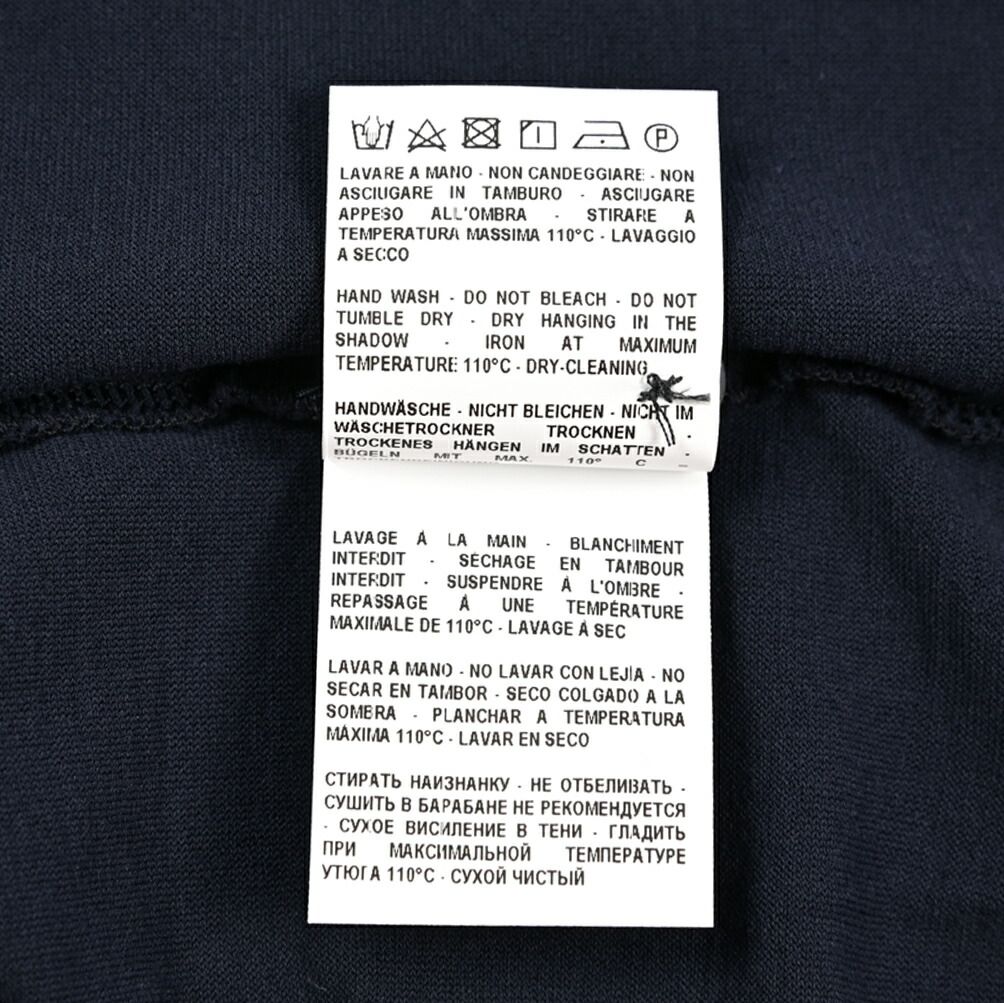 P
LAVARE A MANO - NON CANDEGGIARE - NON
ASCIUGARE IN TAMBURO - ASCIUGARE
APPESO ALL'OMBRA - STIRARE A
TEMPERATURA MASSIMA 110°C - LAVAGGIO
A SECCO
HAND WASH - DO NOT BLEACH - DO NOT
TUMBLE DRY - DRY HANGING IN THE
SHADOW - IRON AT MAXIMUM
TEMPERATURE 110°C - DRY-CLEANING
HANDWÄSCHE - NICHT BLEICHEN - NICHT IM
WÄSCHETROCKNER TROCKNEN -
TROCKENES HÄNGEN IM SCHATTEN -
BÜGELN MIT MAX. 110° C -
LAVAGE À LA MAIN - BLANCHIMENT
INTERDIT - SÉCHAGE EN TAMBOUR
INTERDIT - SUSPENDRE À L'OMBRE -
REPASSAGE À UNE TEMPÉRATURE
MAXIMALE DE 110°C - LAVAGE À SEC
LAVAR A MANO - NO LAVAR CON LEJÍA - NO
SECAR EN TAMBOR - SECO COLGADO A LA
SOMBRA - PLANCHAR A TEMPERATURA
MÁXIMA 110°C - LAVAR EN SECO
СТИРАТЬ НАИЗНАНКУ - НЕ ОТБЕЛИВАТЬ -
СУШИТЬ В БАРАБАНЕ НЕ РЕКОМЕНДУЕТСЯ
- СУХОЕ ВИСИЛЕНИЕ В ТЕНИ - ГЛАДИТЬ
ПРИ МАКСИМАЛЬНОЙ ТЕМПЕРАТУРЕ
УТЮГА 110°C - СУХОЙ ЧИСТЫЙ